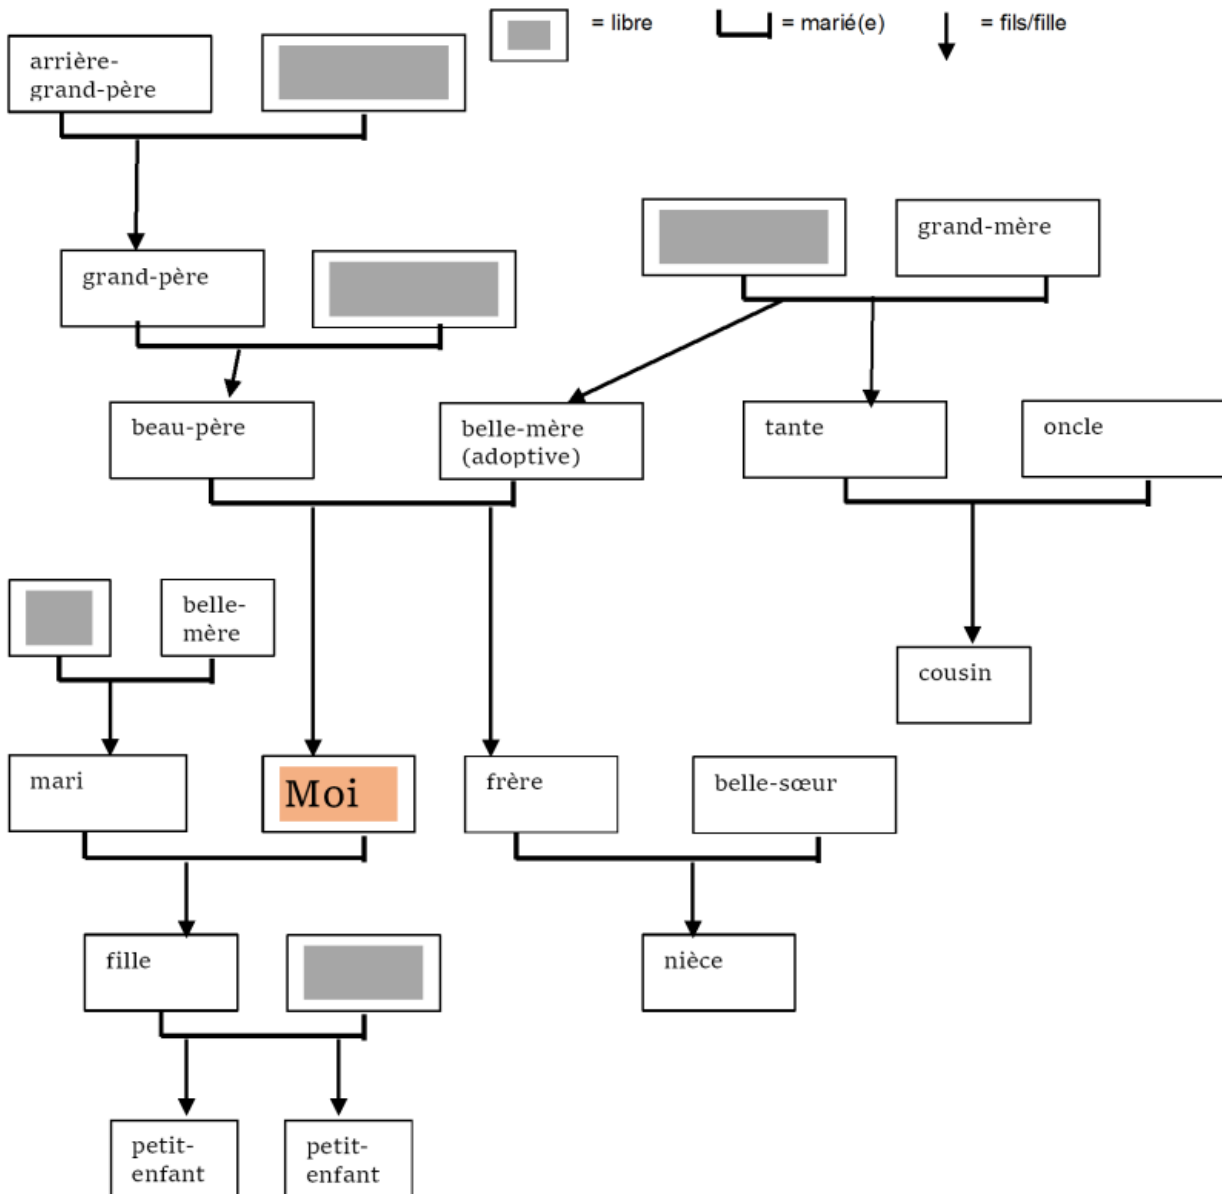 = libre
= marié(e)
= fils/fille
arrière-
grand-père
grand-mère
grand-père
beau-père
belle-mère
(adoptive)
tante
oncle
belle-
mère
cousin
mari
Moi
frère
belle-sœur
fille
nièce
petit-
enfant
petit-
enfant